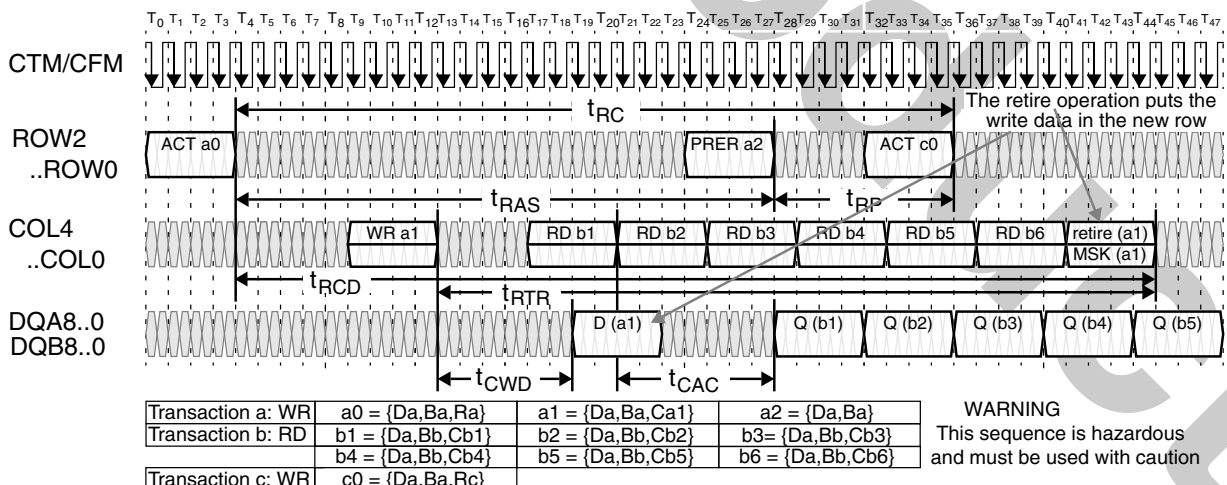 T0 T1 T2 T3 T4 T5 T6 T7 T8 T9 T10 T11 T12 T13 T14 T15 T16 T17 T18 T19 T20 T21 T22 T23 T24 T25 T26 T27 T28 T29 T30 T31 T32 T33 T34 T35 T36 T37 T38 T39 T40 T41 T42 T43 T44 T45 T46 T47
CTM/CFM
tRC
The retire operation puts the
write data in the new row
ROW2
..ROW0
ACT a0 PRER a2 ACT c0
tRAS tRP
COL4
..COL0
WR a1 RD b1 RD b2 RD b3 RD b4 RD b5 RD b6 retire (a1)
MSK (a1)
tRCD tRTR
DQA8..0
DQB8..0
D (a1) Q (b1) Q (b2) Q (b3) Q (b4) Q (b5)
tCWD tCAC
Transaction a: WR a0 = {Da,Ba,Ra} a1 = {Da,Ba,Ca1} a2 = {Da,Ba}
Transaction b: RD b1 = {Da,Bb,Cb1} b2 = {Da,Bb,Cb2} b3= {Da,Bb,Cb3}
b4 = {Da,Bb,Cb4} b5 = {Da,Bb,Cb5} b6 = {Da,Bb,Cb6}
Transaction c: WR c0 = {Da,Ba,Rc}
WARNING
This sequence is hazardous
and must be used with caution